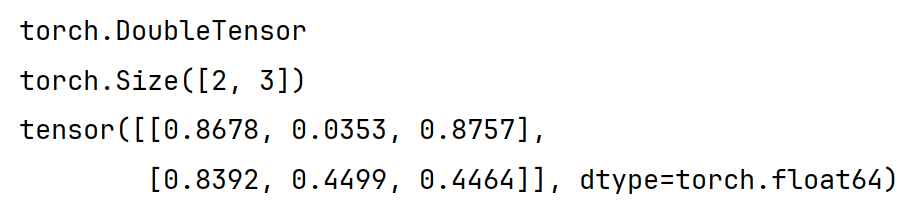 torch.DoubleTensor
torch.Size([2, 3])
tensor([[0.8678, 0.0353, 0.8757],
        [0.8392, 0.4499, 0.4464]], dtype=torch.float64)